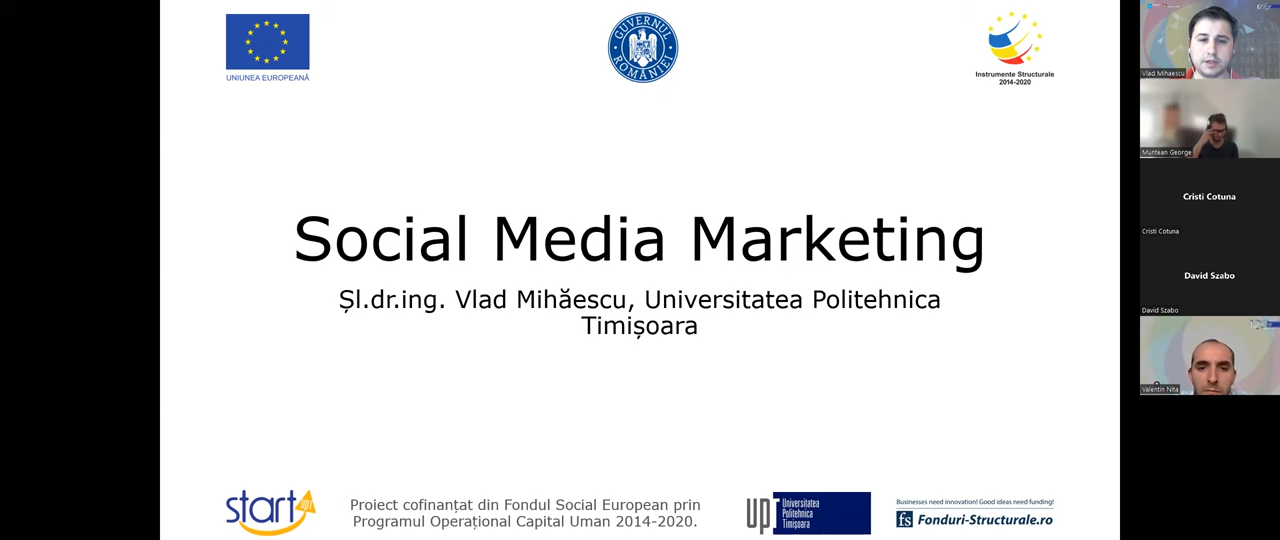 UNIUNEA EUROPEANĂ
GUVERNUL ROMÂNIEI
Instrumente Structurale
2014-2020
Social Media Marketing
Șl.dr.ing. Vlad Mihăescu, Universitatea Politehnica
Timișoara
start
upt
Proiect cofinanțat din Fondul Social European prin
Programul Operațional Capital Uman 2014-2020.
upt
Universitatea
Politehnica
Timișoara
Businesses need innovation! Good ideas need funding!
fs Fonduri-Structurale.ro
Vlad Mihaescu
Muntean George
Cristi Cotuna
Cristi Cotuna
David Szabo
David Szabo
Valentin Nita